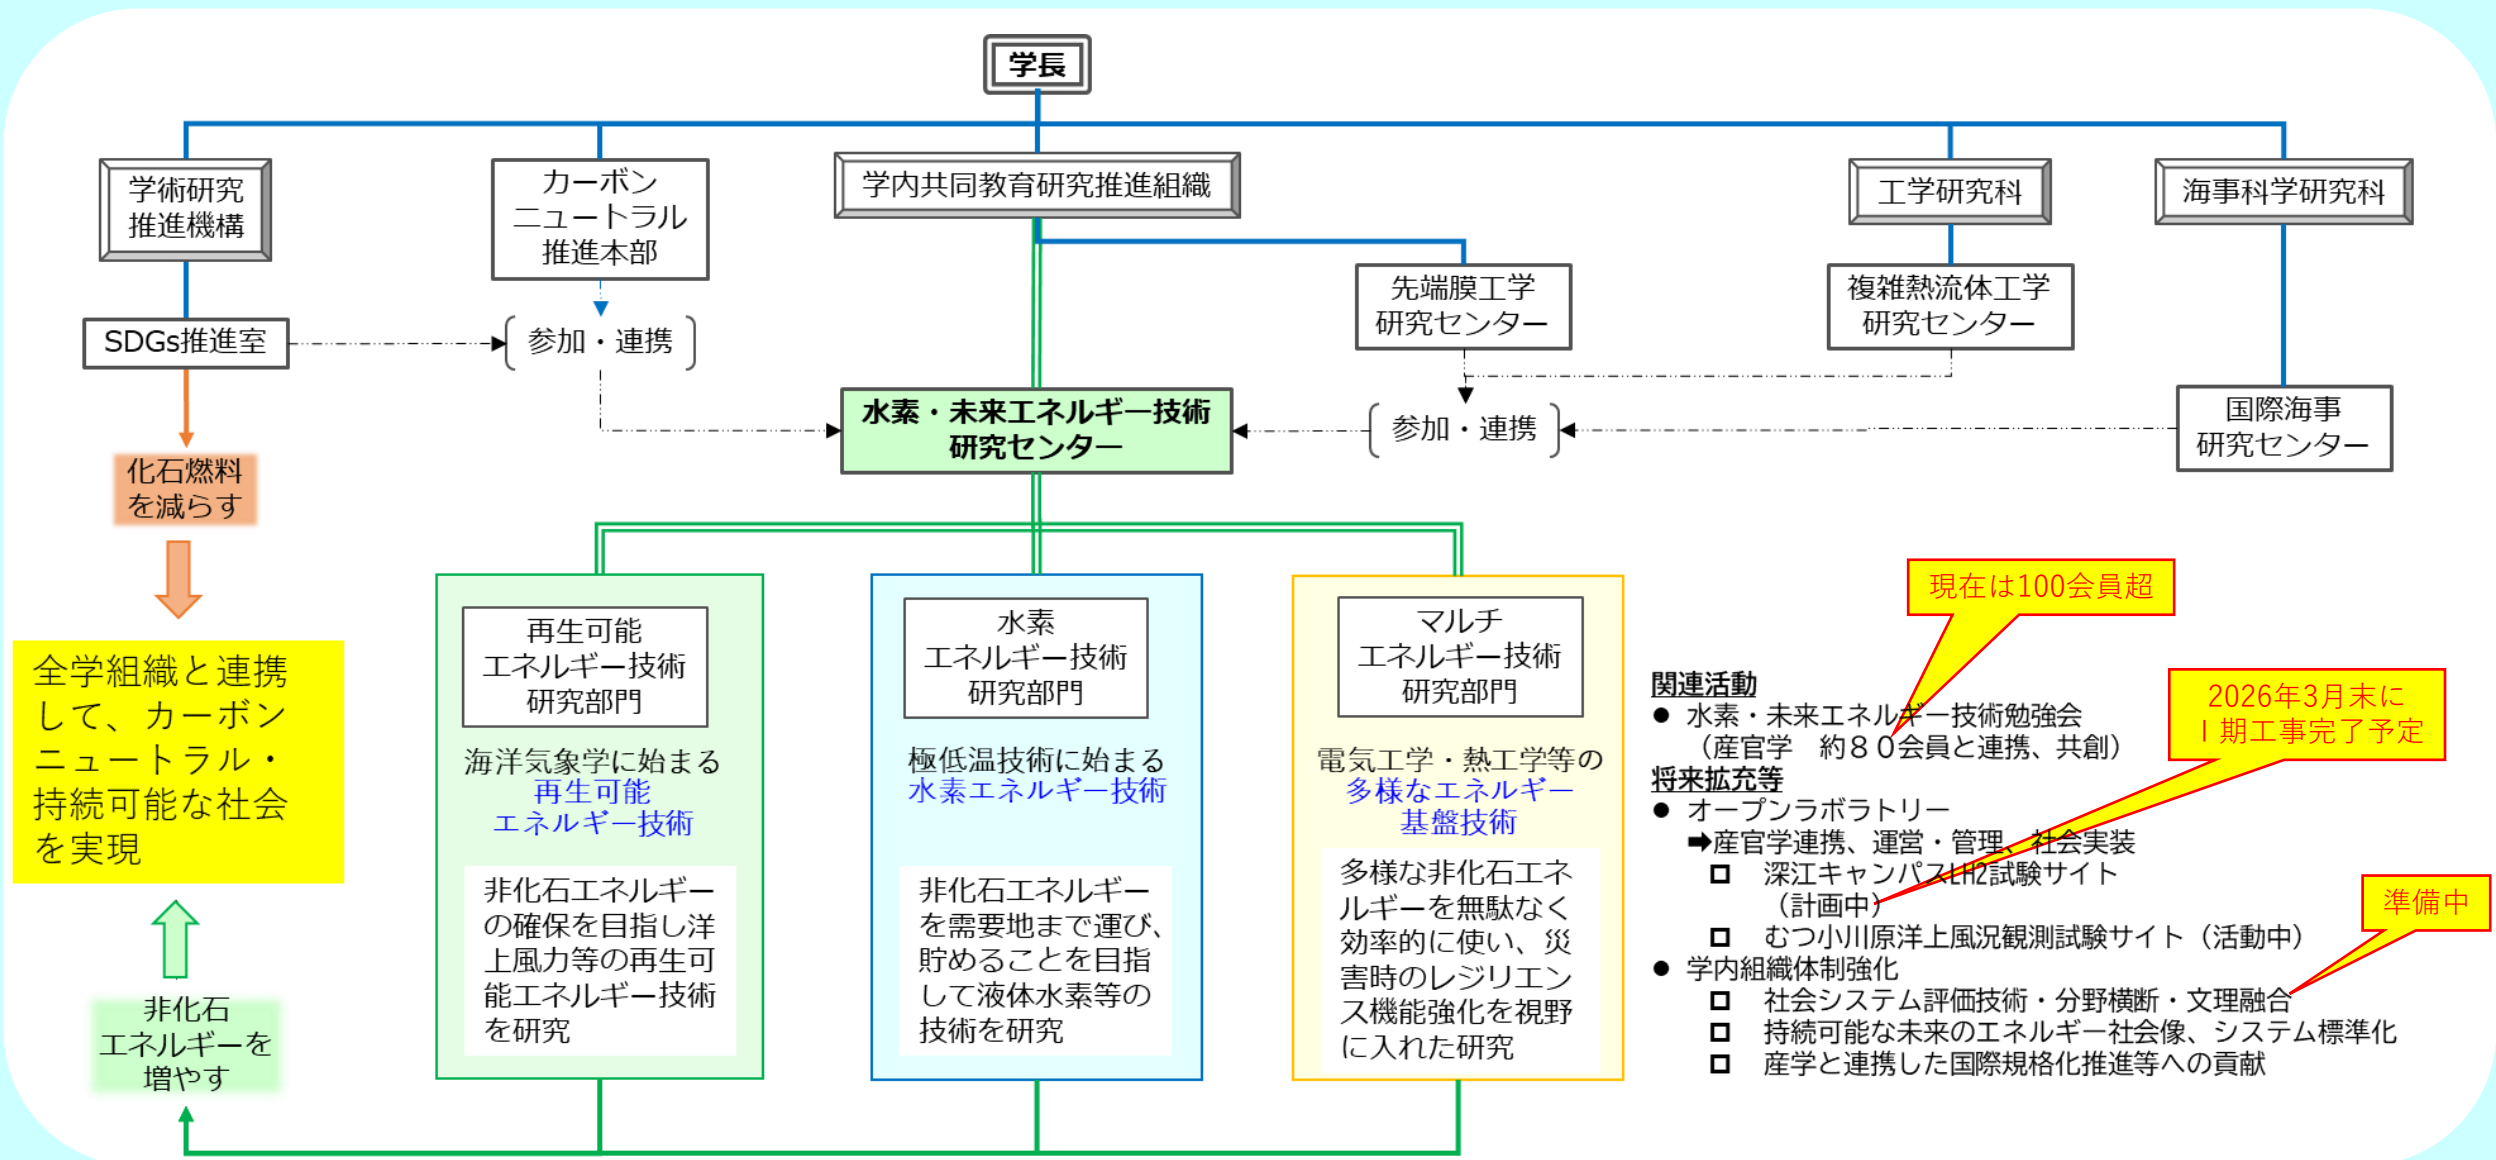 学長
学術研究
推進機構
カーボン
ニュートラル
推進本部
学内共同教育研究推進組織
工学研究科
海事科学研究科
先端膜工学
研究センター
複雑熱流体工学
研究センター
SDGs推進室
参加・連携
水素・未来エネルギー技術
研究センター
参加・連携
国際海事
研究センター
化石燃料
を減らす
全学組織と連携
して、カーボン
ニュートラル・
持続可能な社会
を実現
非化石
エネルギーを
増やす
再生可能
エネルギー技術
研究部門
海洋気象学に始まる
再生可能
エネルギー技術
非化石エネルギー
の確保を目指し洋
上風力等の再生可
能エネルギー技術
を研究
水素
エネルギー技術
研究部門
極低温技術に始まる
水素エネルギー技術
非化石エネルギー
を需要地まで運び、
貯めることを目指
して液体水素等の
技術を研究
マルチ
エネルギー技術
研究部門
電気工学・熱工学等の
多様なエネルギー
基盤技術
多様な非化石エネ
ルギーを無駄なく
効率的に使い、災
害時のレジリエン
ス機能強化を視野
に入れた研究
現在は100会員超
関連活動
● 水素・未来エネルギー技術勉強会
（産官学　約８０会員と連携、共創）
2026年3月末に
Ⅰ期工事完了予定
将来拡充等
● オープンラボラトリー
➡産官学連携、運営・管理、社会実装
□ 深江キャンパスLH2試験サイト
（計画中）
□ むつ小川原洋上風況観測試験サイト（活動中）
準備中
● 学内組織体制強化
□ 社会システム評価技術・分野横断・文理融合
□ 持続可能な未来のエネルギー社会像、システム標準化
□ 産学と連携した国際規格化推進等への貢献